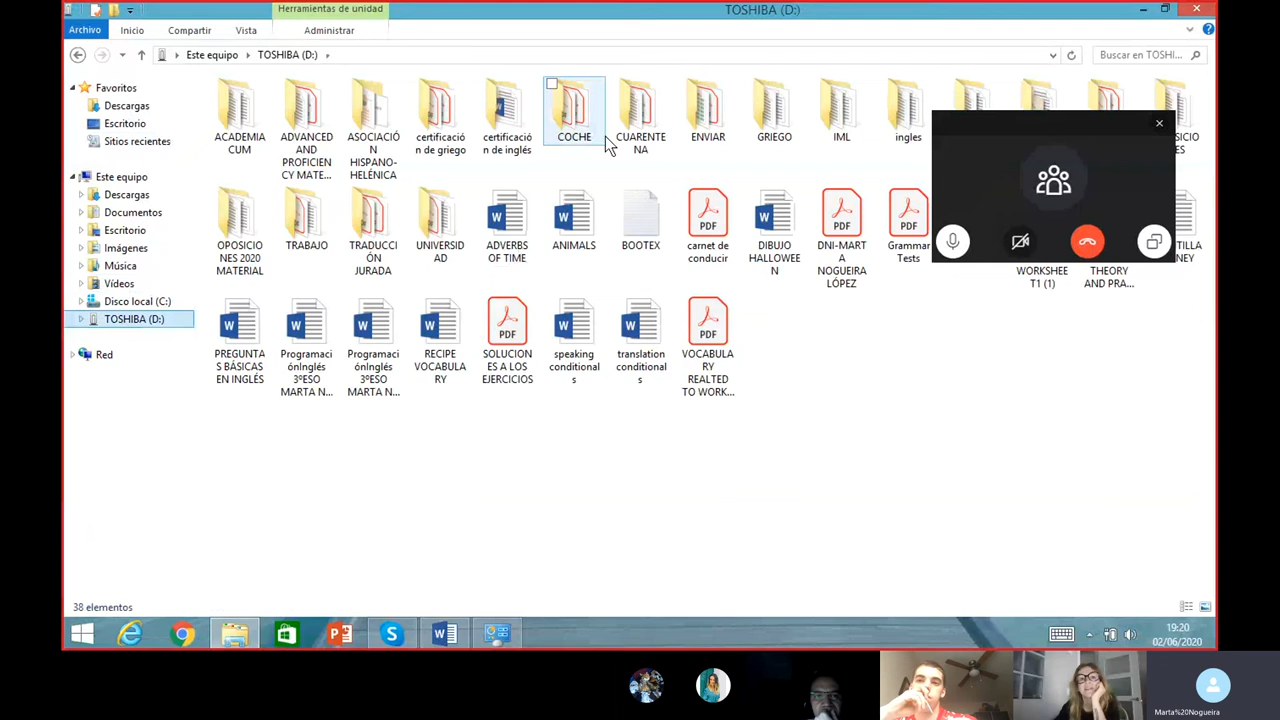 Herramientas de unidad
TOSHIBA (D:)
Archivo
Inicio
Compartir
Vista
Administrar
Este equipo
TOSHIBA (D:)
Buscar en TOSHI...
Favoritos
Descargas
Escritorio
Sitios recientes
Este equipo
Descargas
Documentos
Escritorio
Imágenes
Música
Vídeos
Disco local (C:)
TOSHIBA (D:)
Red
ACADEMIA
CUM
ADVANCED
AND
PROFICIEN
CY MATE...
ASOCIACIÓ
N
HISPANO-
HELÉNICA
certificació
n de griego
certificació
n de inglés
COCHE
CUARENTE
NA
ENVIAR
GRIEGO
IML
ingles
OPOSICIO
NES 2020
MATERIAL
TRABAJO
TRADUCCI
ÓN
JURADA
UNIVERSID
AD
ADVERBS
OF TIME
ANIMALS
BOOTEX
PDF
carnet de
conducir
DIBUJO
HALLOWEE
N
PDF
DNI-MART
A
NOGUEIRA
LÓPEZ
PDF
Grammar
Tests
WORKSHEE
T1 (1)
THEORY
AND PRA...
PREGUNTA
S BÁSICAS
EN INGLÉS
Programaci
ónInglés
3ºESO
MARTA N...
Programaci
ónInglés
3ºESO
MARTA N...
RECIPE
VOCABULA
RY
PDF
SOLUCION
ES A LOS
EJERCICIOS
speaking
conditional
s
translation
conditional
s
PDF
VOCABULA
RY
REALTED
TO WORK...
38 elementos
19:20
02/06/2020
Marta%20Nogueira